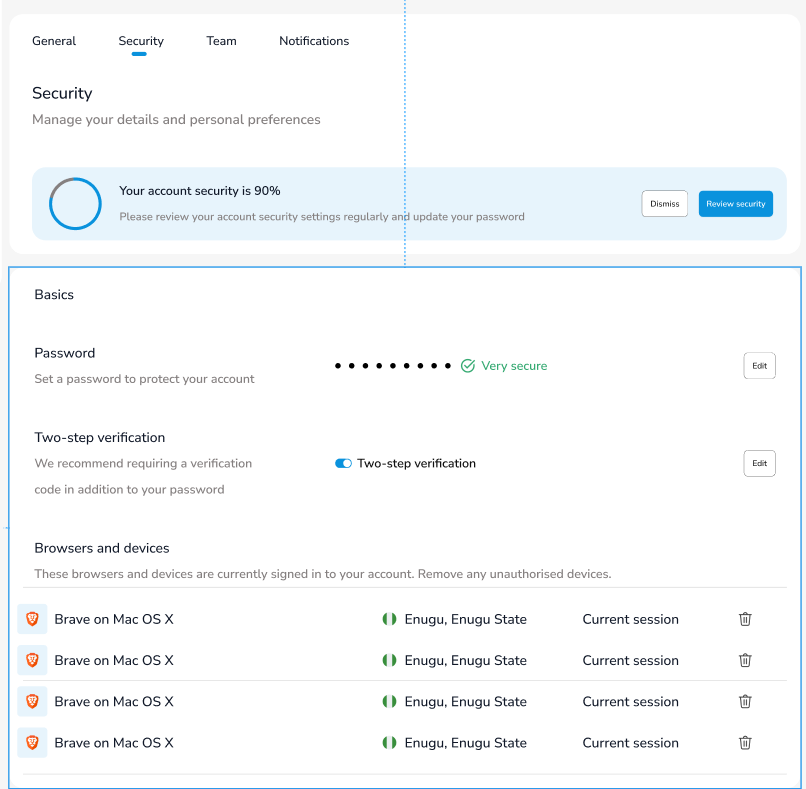 General Security Team Notifications
Security
Manage your details and personal preferences
Your account security is 90%
Please review your account security settings regularly and update your password
Dismiss
Review security
Basics
Password
Set a password to protect your account
Very secure
Edit
Two-step verification
We recommend requiring a verification
code in addition to your password
Two-step verification
Edit
Browsers and devices
These browsers and devices are currently signed in to your account. Remove any unauthorised devices.
Brave on Mac OS X Enugu, Enugu State Current session
Brave on Mac OS X Enugu, Enugu State Current session
Brave on Mac OS X Enugu, Enugu State Current session
Brave on Mac OS X Enugu, Enugu State Current session